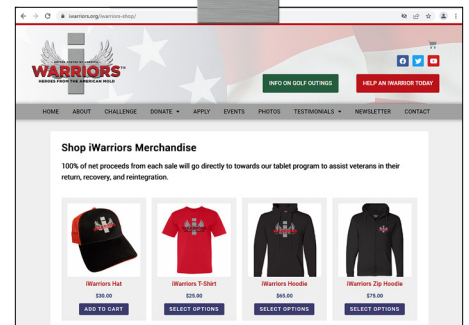 iwarriors.org/iwarriors-shop/
UNITED STATES OF AMERICA
WARRIORS™
HEROES FROM THE AMERICAN MOLD
INFO ON GOLF OUTINGS
HELP AN IWARRIOR TODAY
HOME ABOUT CHALLENGE DONATE APPLY EVENTS PHOTOS TESTIMONIALS NEWSLETTER CONTACT
Shop iWarriors Merchandise
100% of net proceeds from each sale will go directly to towards our tablet program to assist veterans in their
return, recovery, and reintegration.
WARRIORS
WARRIORS
WARRIORS
iWarriors Hat iWarriors T-Shirt iWarriors Hoodie iWarriors Zip Hoodie
$30.00 $25.00 $65.00 $75.00
ADD TO CART SELECT OPTIONS SELECT OPTIONS SELECT OPTIONS